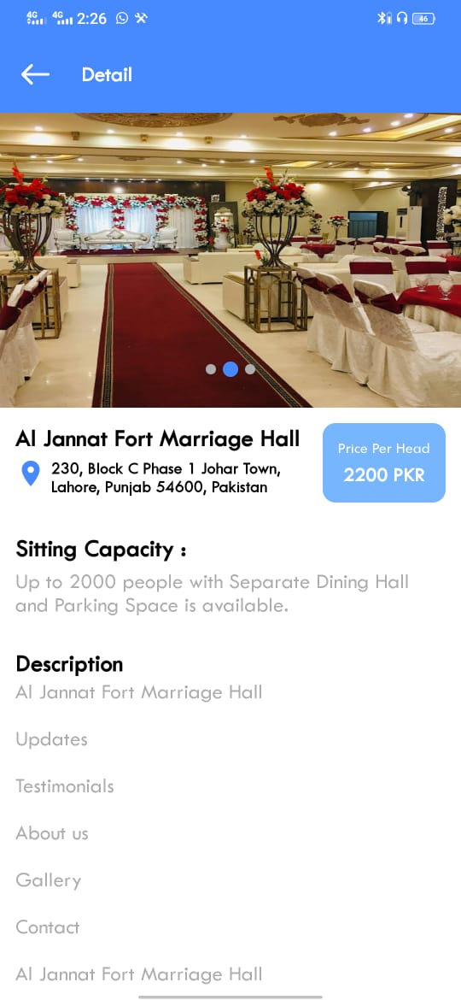 4G 4G 2:26 46
Detail
Al Jannat Fort Marriage Hall
230, Block C Phase 1 Johar Town,
Lahore, Punjab 54600, Pakistan
Price Per Head
2200 PKR
Sitting Capacity :
Up to 2000 people with Separate Dining Hall
and Parking Space is available.
Description
Al Jannat Fort Marriage Hall
Updates
Testimonials
About us
Gallery
Contact
Al Jannat Fort Marriage Hall